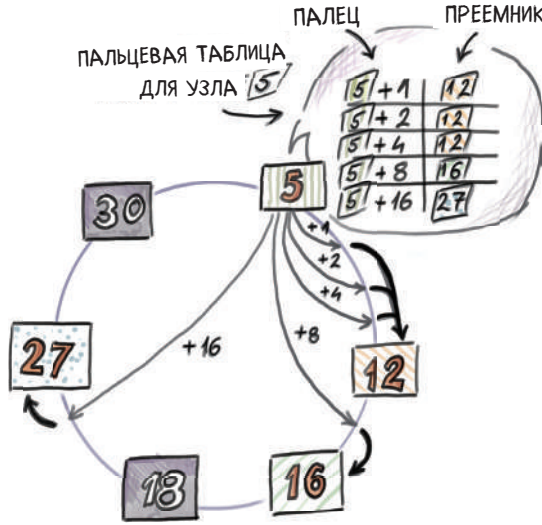 ПАЛЕЦ ПРЕЕМНИК
ПАЛЬЦЕВАЯ ТАБЛИЦА
ДЛЯ УЗЛА 5
5 + 1 12
5 + 2 12
5 + 4 12
5 + 8 16
5 + 16 27
5
30
+1
+2
+4
+16
+8
27
12
18
16